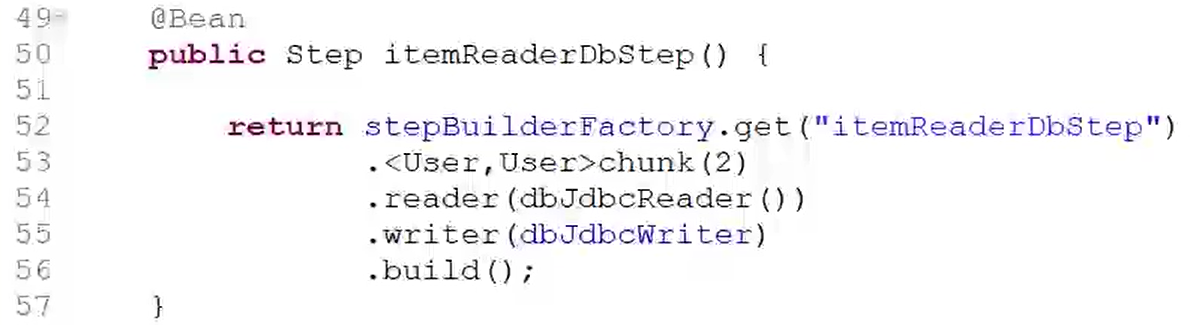 49 @Bean
50 public Step itemReaderDbStep() {
51
52 return stepBuilderFactory.get("itemReaderDbStep")
53 .<User,User>chunk(2)
54 .reader(dbJdbcReader())
55 .writer(dbJdbcWriter)
56 .build();
57 }